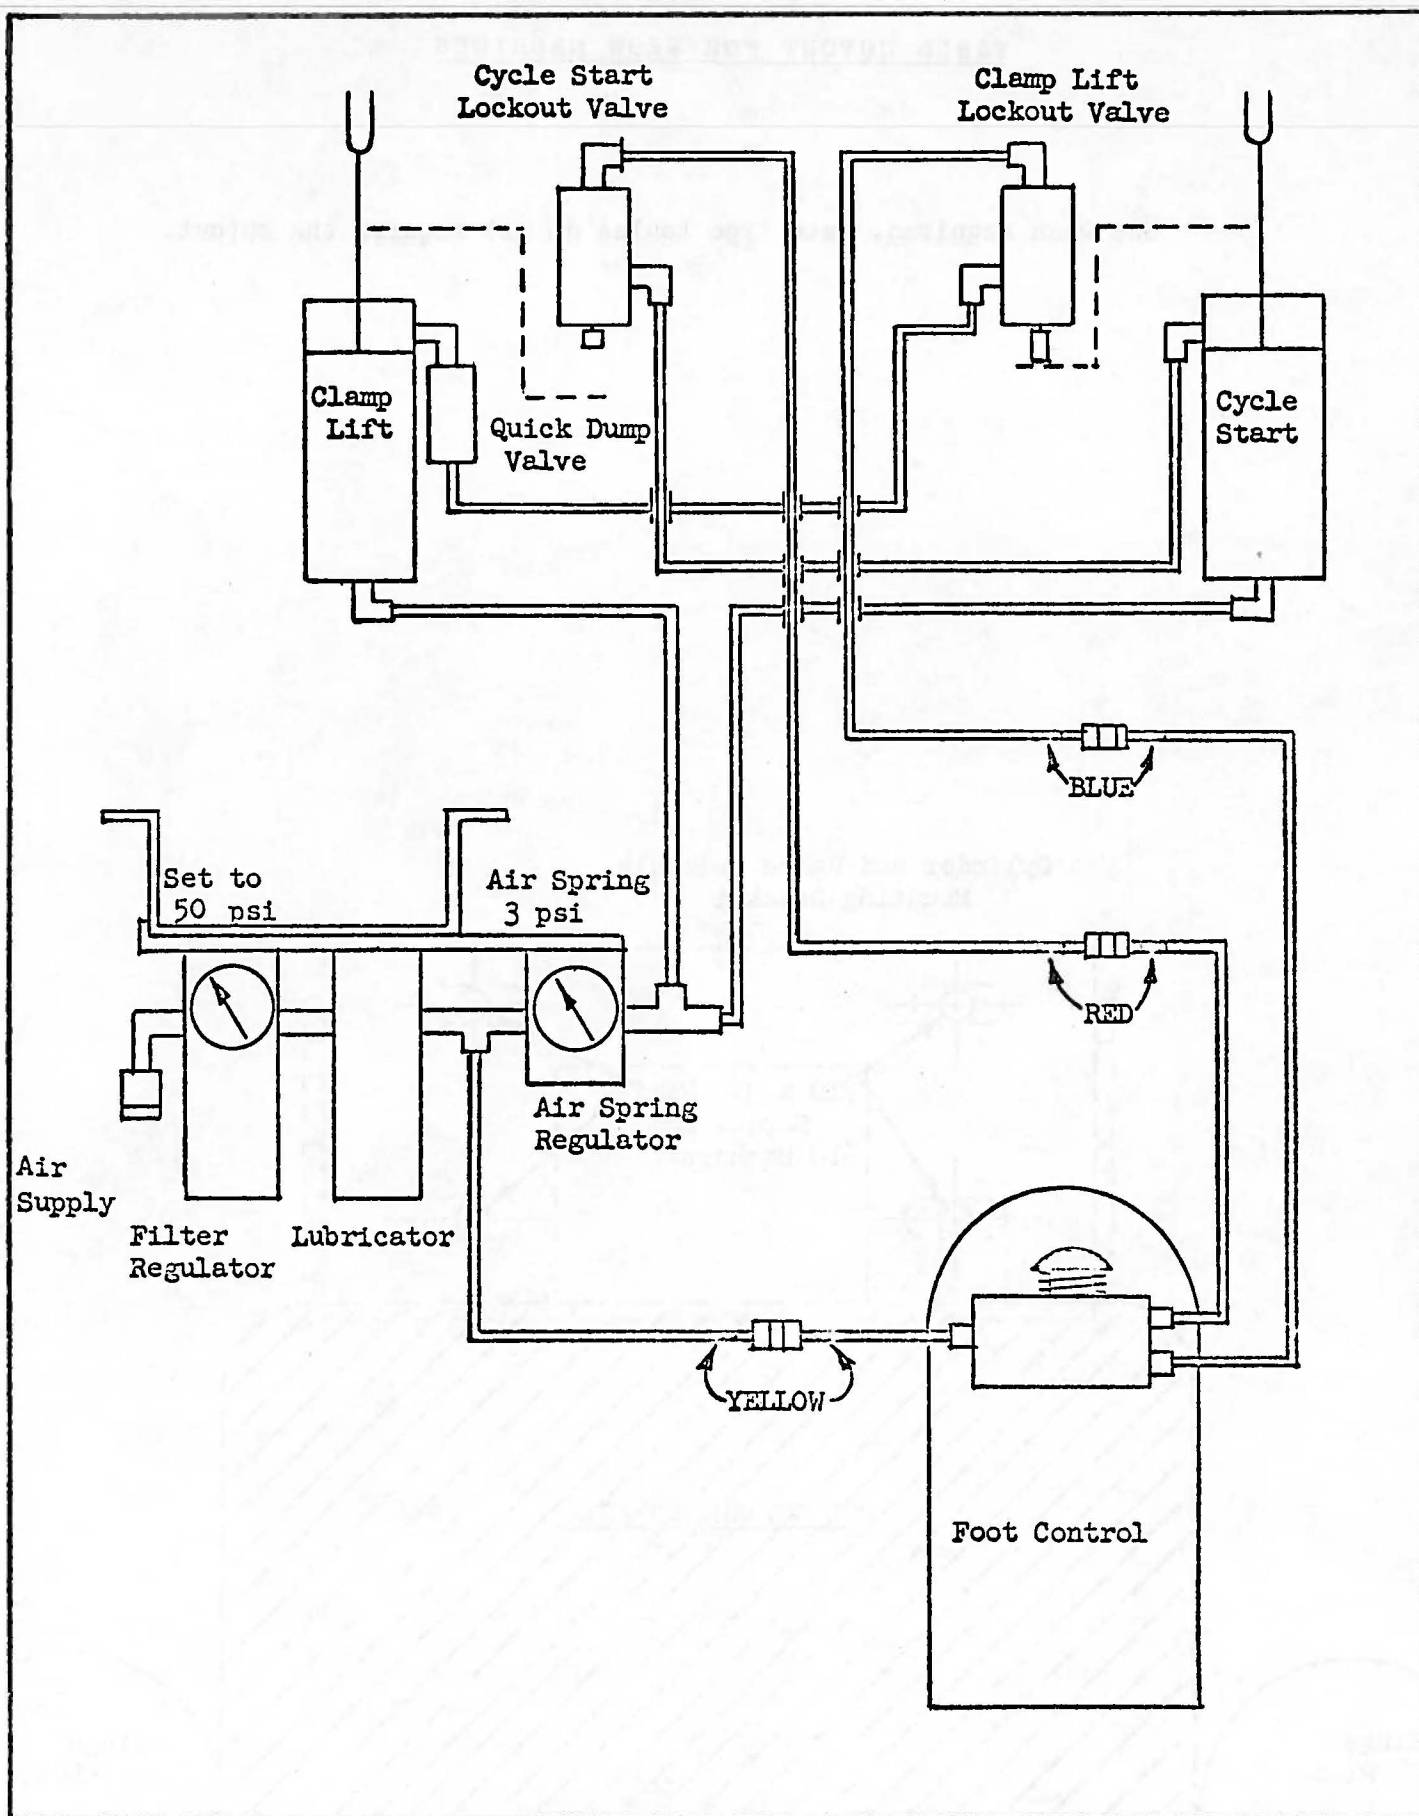 Cycle Start
Lockout Valve
Clamp Lift
Lockout Valve
Clamp
Lift
Quick Dump
Valve
Cycle
Start
BLUE
Set to
50 psi
Air Spring
3 psi
RED
Air Spring
Regulator
Air
Supply
Filter
Regulator
Lubricator
YELLOW
Foot Control